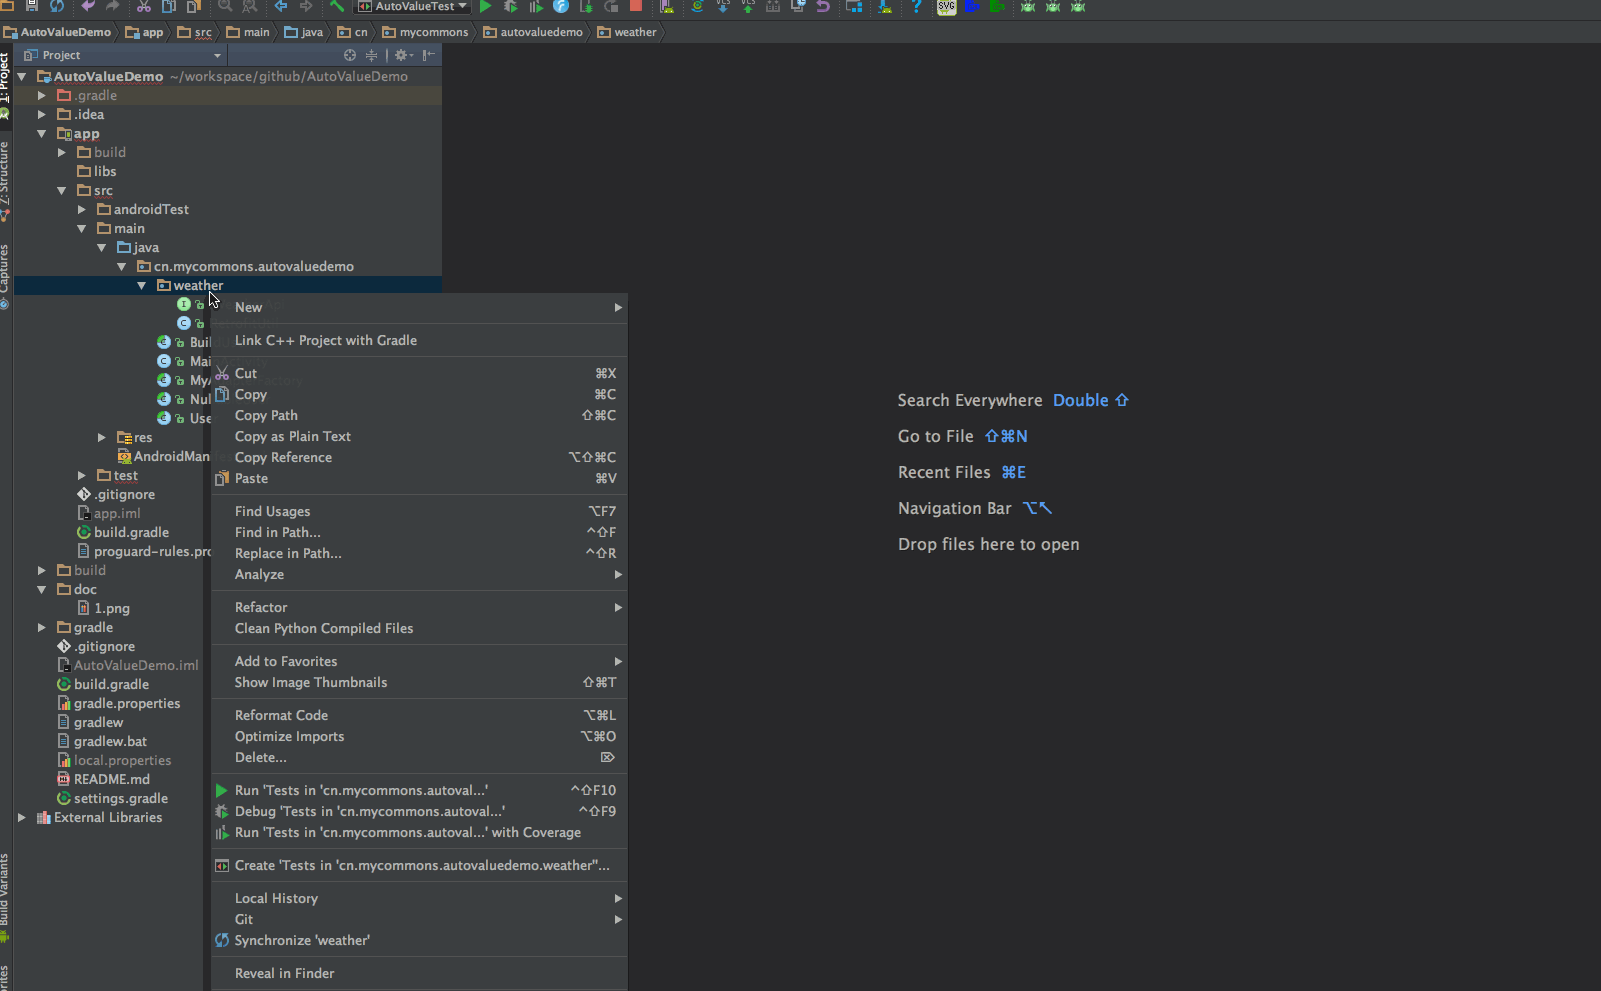 AutoValueTest
SVG
AutoValueDemo app src main java cn mycommons autovaluedemo weather
Project
AutoValueDemo ~/workspace/github/AutoValueDemo
.gradle
.idea
app
build
libs
src
androidTest
main
java
cn.mycommons.autovaluedemo
weather
Buil
Mai
My
Nul
Use
res
AndroidMan
test
.gitignore
app.iml
build.gradle
proguard-rules.pro
build
doc
1.png
gradle
.gitignore
AutoValueDemo.iml
build.gradle
gradle.properties
gradlew
gradlew.bat
local.properties
README.md
settings.gradle
External Libraries
1: Project
Z: Structure
Captures
Build Variants
New
Link C++ Project with Gradle
Cut ⌘X
Copy ⌘C
Copy Path ⇧⌘C
Copy as Plain Text
Copy Reference ⌥⇧⌘C
Paste ⌘V
Find Usages ⌥F7
Find in Path... ^⇧F
Replace in Path... ^⇧R
Analyze
Refactor
Clean Python Compiled Files
Add to Favorites
Show Image Thumbnails ⇧⌘T
Reformat Code ⌥⌘L
Optimize Imports ⌥⌘O
Delete... ⌦
Run 'Tests in 'cn.mycommons.autoval...' ^⇧F10
Debug 'Tests in 'cn.mycommons.autoval...' ^⇧F9
Run 'Tests in 'cn.mycommons.autoval...' with Coverage
Create 'Tests in 'cn.mycommons.autovaluedemo.weather''...
Local History
Git
Synchronize 'weather'
Reveal in Finder
Search Everywhere Double ⇧
Go to File ⇧⌘N
Recent Files ⌘E
Navigation Bar ⌥↖
Drop files here to open